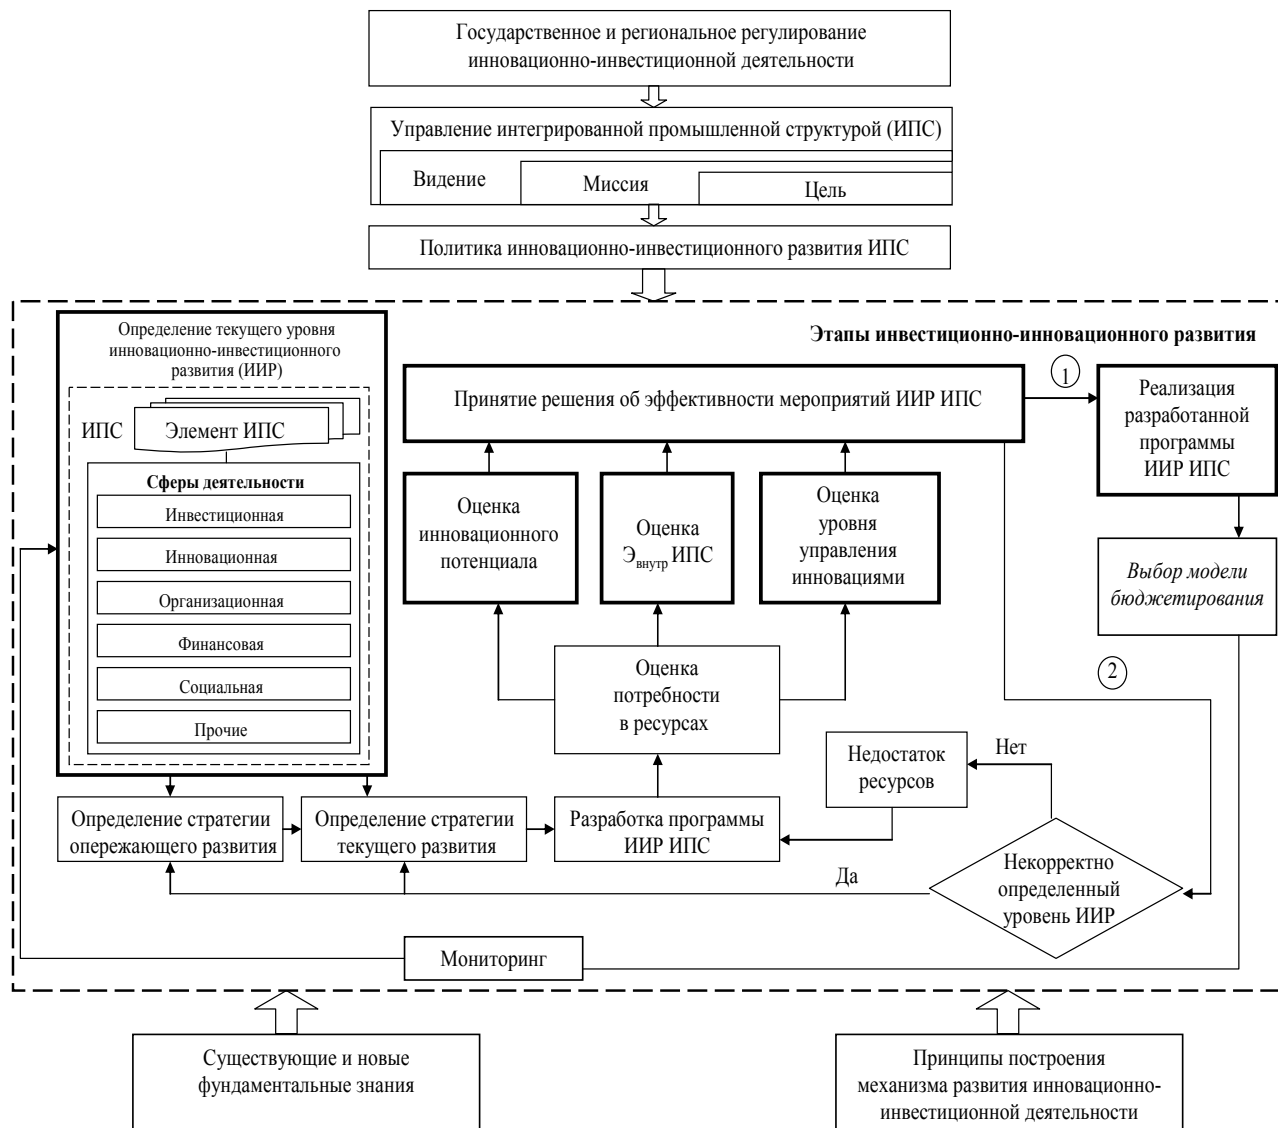 Государственное и региональное регулирование
инновационно-инвестиционной деятельности
Управление интегрированной промышленной структурой (ИПС)
Видение
Миссия
Цель
Политика инновационно-инвестиционного развития ИПС
Определение текущего уровня
инновационно-инвестиционного
развития (ИИР)
ИПС
Элемент ИПС
Сферы деятельности
Инвестиционная
Инновационная
Организационная
Финансовая
Социальная
Прочие
Этапы инвестиционно-инновационного развития
Принятие решения об эффективности мероприятий ИИР ИПС
1
Реализация
разработанной
программы
ИИР ИПС
Оценка
инновационного
потенциала
Оценка
Эвнутр ИПС
Оценка
уровня
управления
инновациями
Выбор модели
бюджетирования
Оценка
потребности
в ресурсах
2
Недостаток
ресурсов
Нет
Определение стратегии
опережающего развития
Определение стратегии
текущего развития
Разработка программы
ИИР ИПС
Да
Некорректно
определенный
уровень ИИР
Мониторинг
Существующие и новые
фундаментальные знания
Принципы построения
механизма развития инновационно-
инвестиционной деятельности